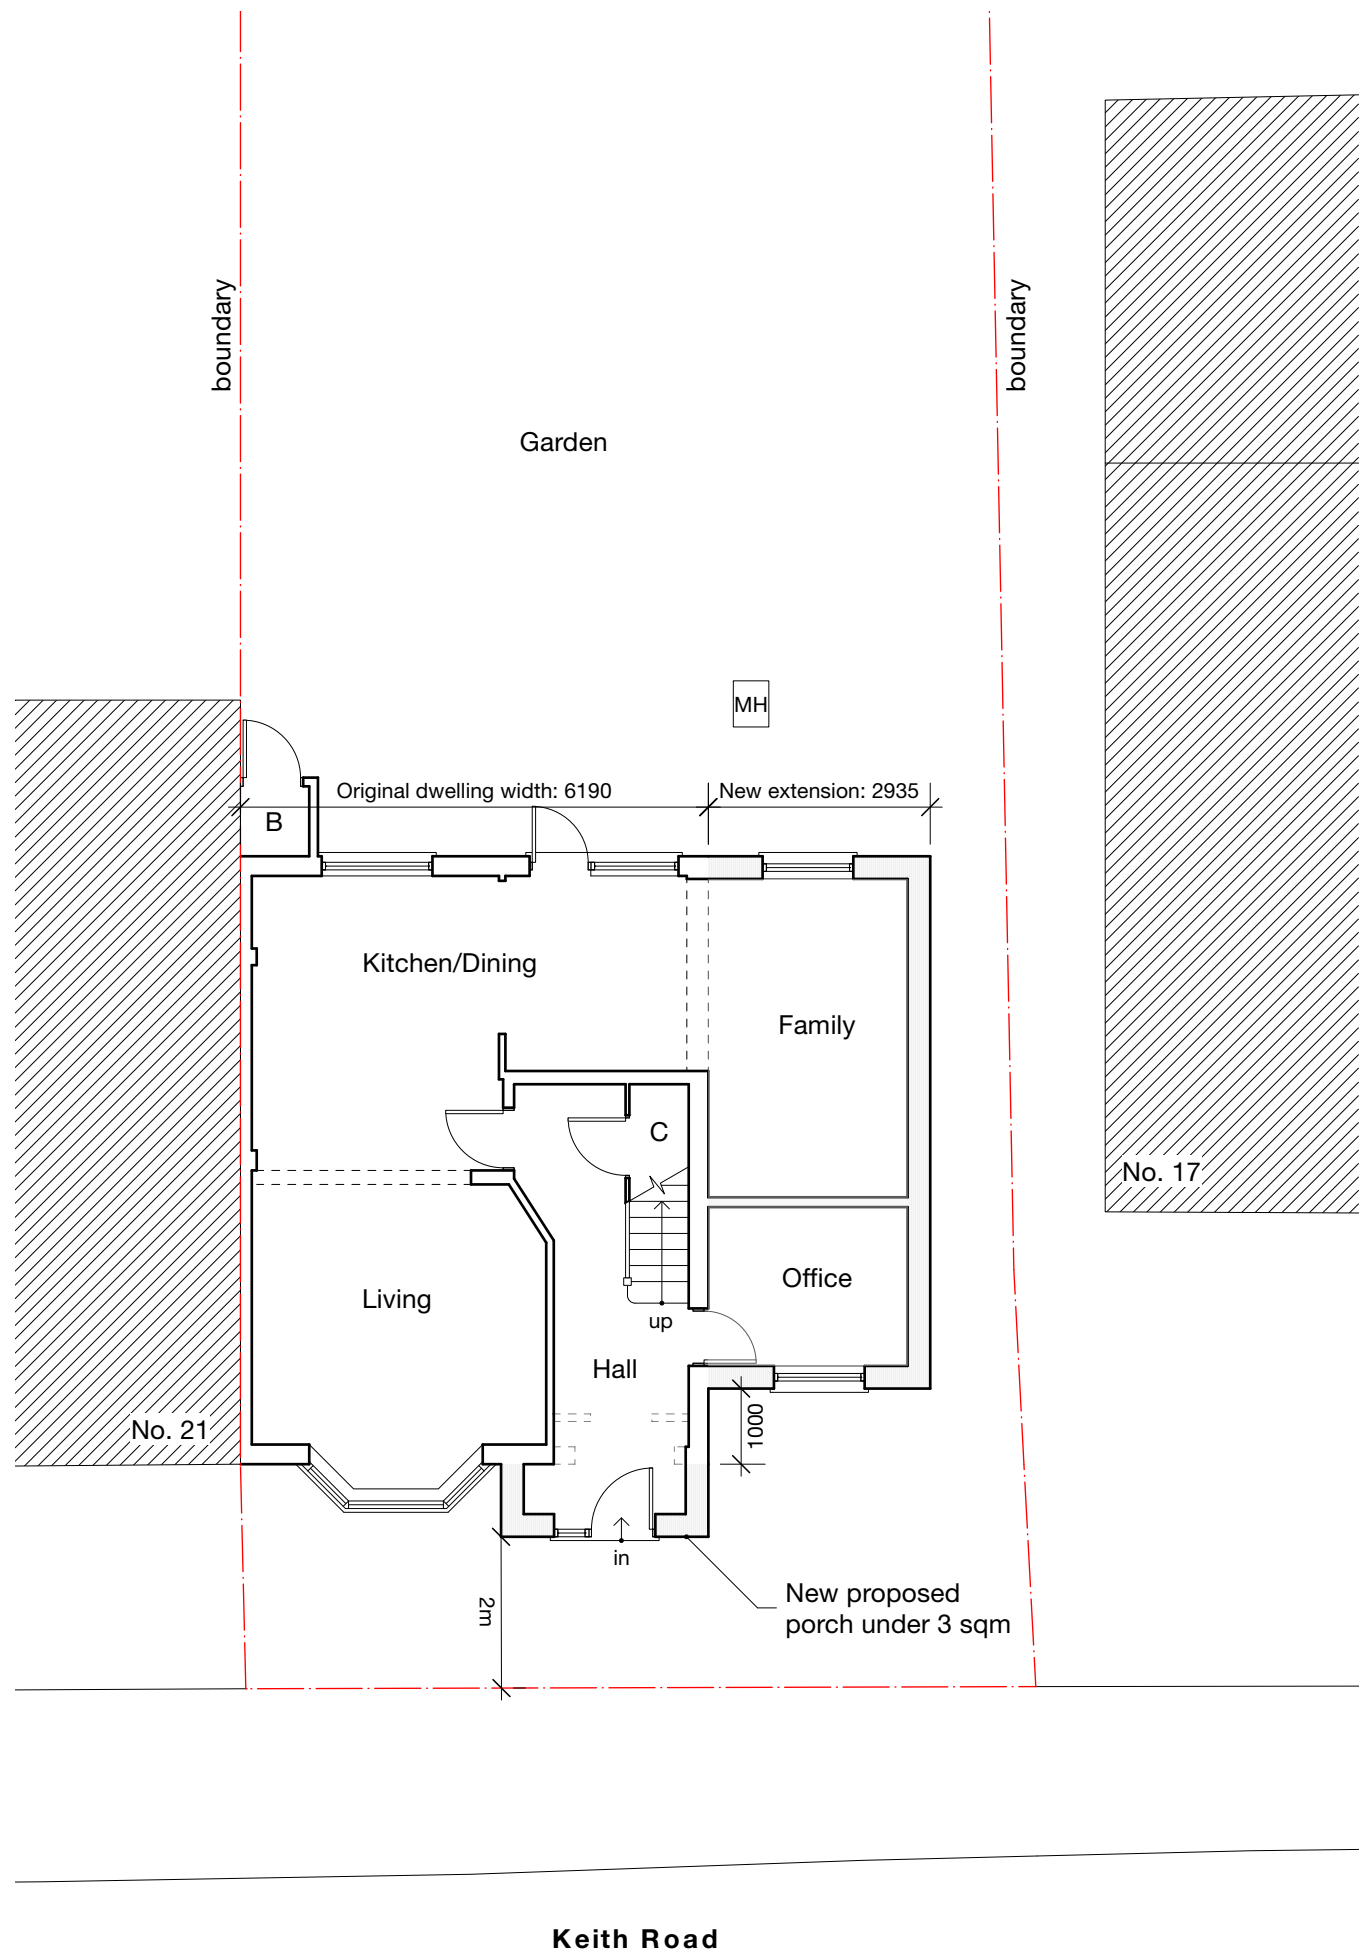 boundary
boundary
Garden
MH
Original dwelling width: 6190
New extension: 2935
B
Kitchen/Dining
Family
C
No. 17
Office
Living
up
Hall
No. 21
1000
in
New proposed
porch under 3 sqm
2m
Keith Road